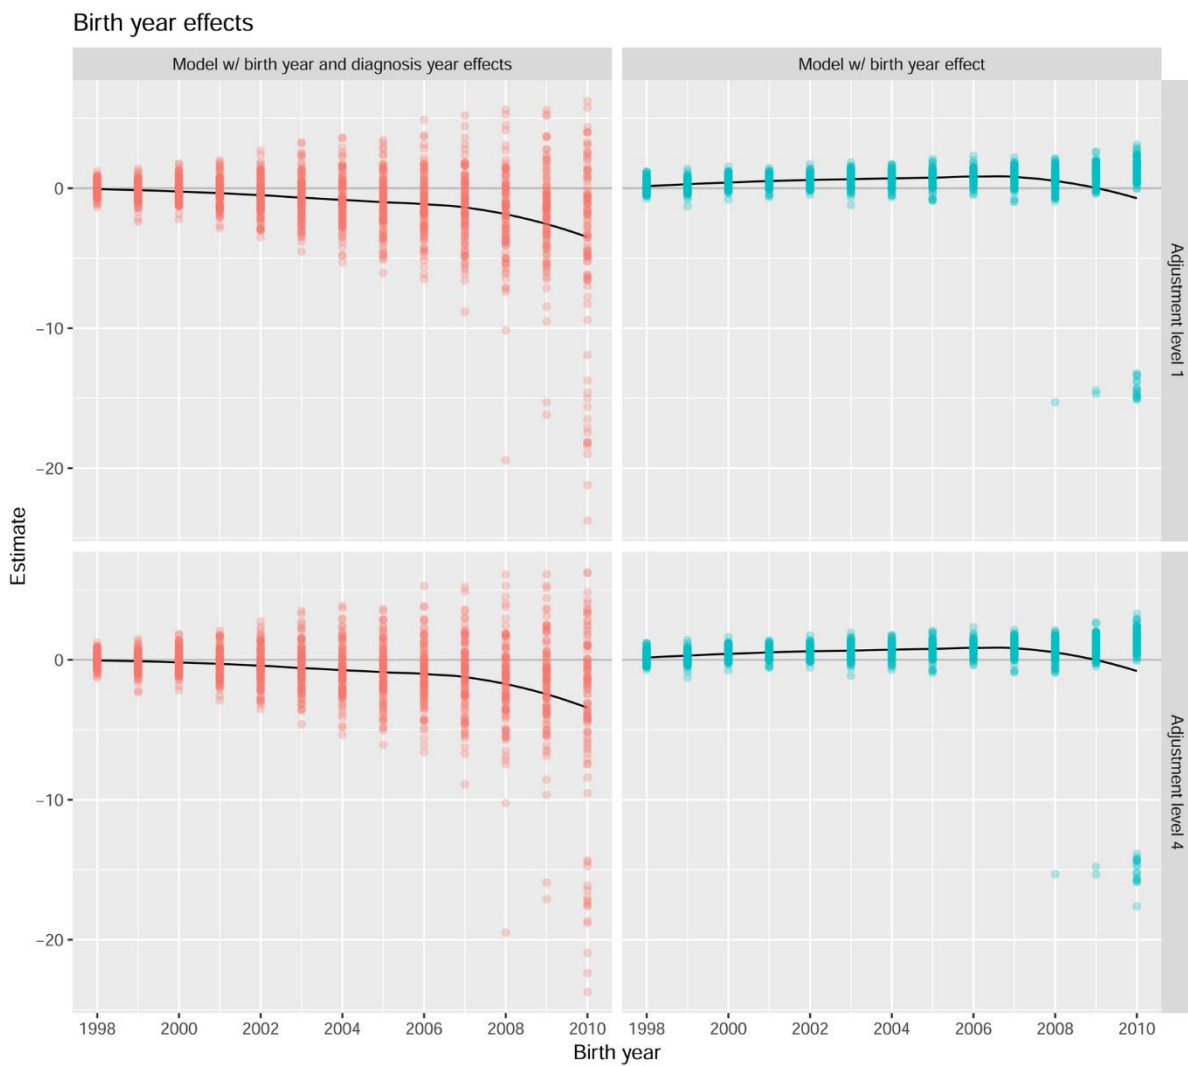 Birth year effects
Model w/ birth year and diagnosis year effects
Model w/ birth year effect
0
−10
−20
Adjustment level 1
Estimate
0
−10
−20
Adjustment level 4
1998 2000 2002 2004 2006 2008 2010
1998 2000 2002 2004 2006 2008 2010
Birth year